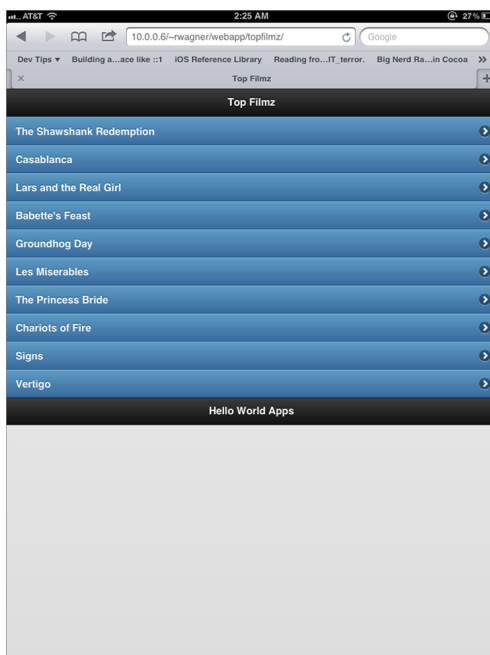 AT&T 2:25 AM 27%
10.0.0.6/~rwagner/webapp/topfilmz/ Google
Dev Tips ▾ Building a…ace like ::1 iOS Reference Library Reading fro…IT_terror. Big Nerd Ra…in Cocoa >>
× Top Filmz +
Top Filmz
The Shawshank Redemption
Casablanca
Lars and the Real Girl
Babette's Feast
Groundhog Day
Les Miserables
The Princess Bride
Chariots of Fire
Signs
Vertigo
Hello World Apps